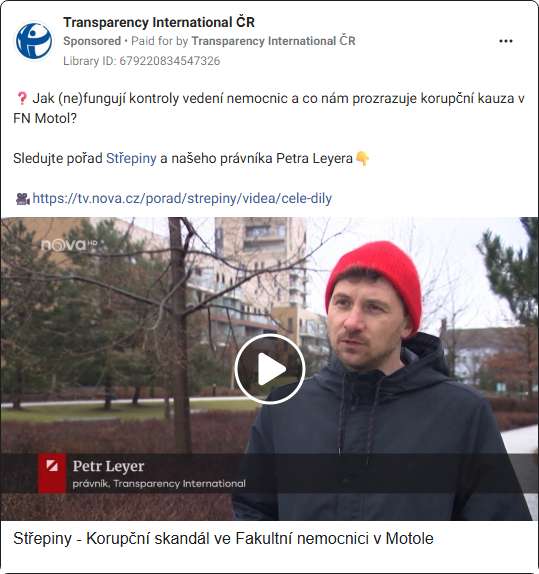 Transparency International ČR
Sponsored • Paid for by Transparency International ČR
Library ID: 679220834547326
❓ Jak (ne)fungují kontroly vedení nemocnic a co nám prozrazuje korupční kauza v
FN Motol?
Sledujte pořad Střepiny a našeho právníka Petra Leyera👇
🎥https://tv.nova.cz/porad/strepiny/videa/cele-dily
nova HD
Petr Leyer
právník, Transparency International
Střepiny - Korupční skandál ve Fakultní nemocnici v Motole